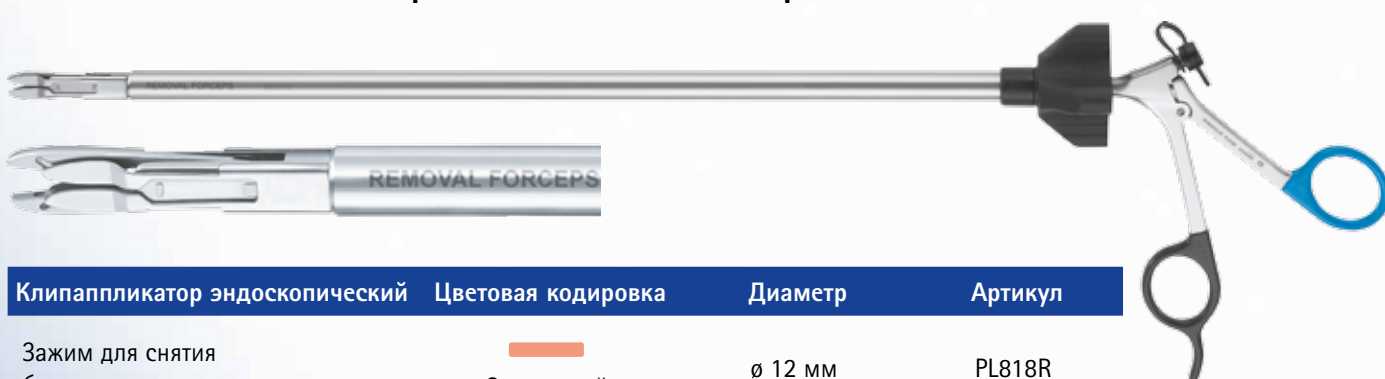 REMOVAL FORCEPS
REMOVAL FORCEPS
Клипаппликатор эндоскопический Цветовая кодировка Диаметр Артикул
Зажим для снятия
ø 12 мм PL818R